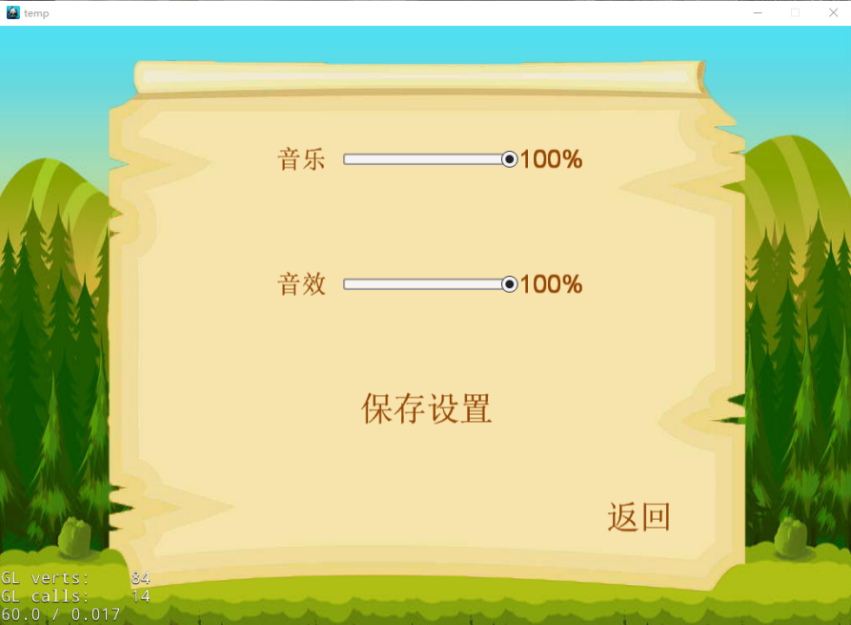 temp
音乐 100%
音效 100%
保存设置
返回
GL verts: 84
GL calls: 14
60.0 / 0.017